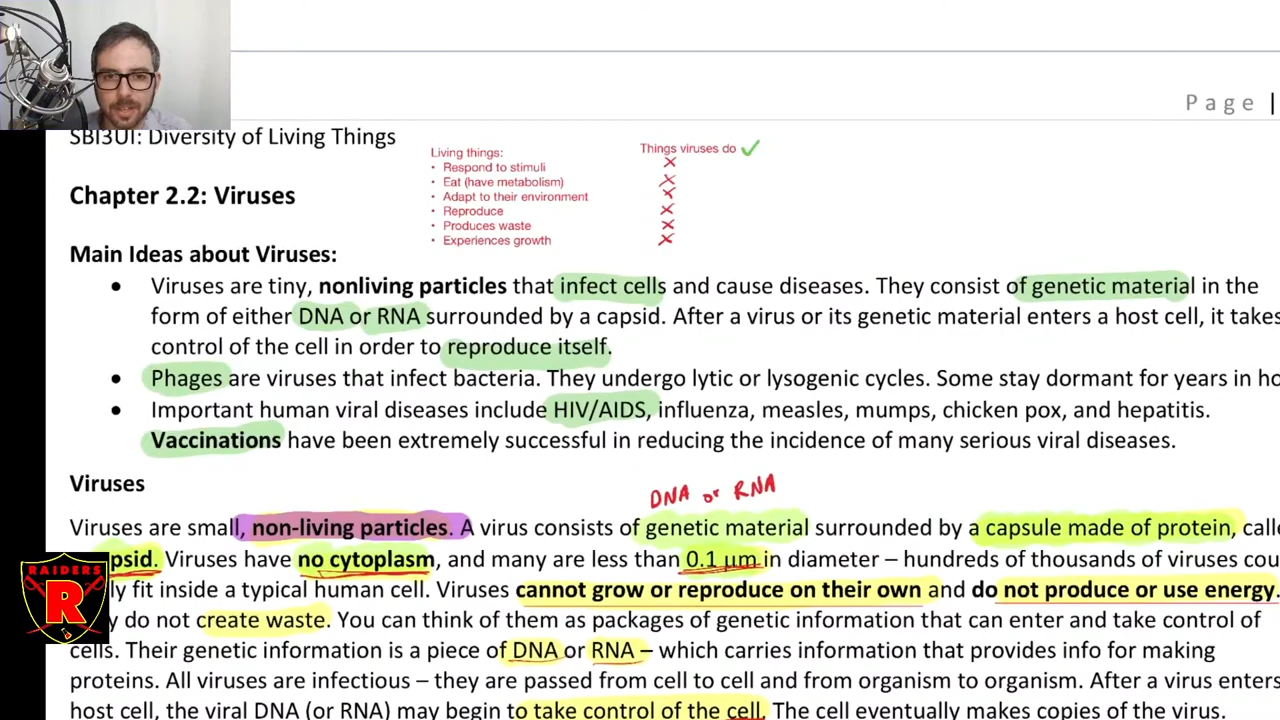 Page |
SBI3UI: Diversity of Living Things
Living things:
• Respond to stimuli
• Eat (have metabolism)
• Adapt to their environment
• Reproduce
• Produces waste
• Experiences growth
Things viruses do ✓
✗
✗
✗
✗
✗
✗
Chapter 2.2: Viruses
Main Ideas about Viruses:
• Viruses are tiny, nonliving particles that infect cells and cause diseases. They consist of genetic material in the
form of either DNA or RNA surrounded by a capsid. After a virus or its genetic material enters a host cell, it takes
control of the cell in order to reproduce itself.
• Phages are viruses that infect bacteria. They undergo lytic or lysogenic cycles. Some stay dormant for years in ho
• Important human viral diseases include HIV/AIDS, influenza, measles, mumps, chicken pox, and hepatitis.
Vaccinations have been extremely successful in reducing the incidence of many serious viral diseases.
Viruses
DNA or RNA
Viruses are small, non-living particles. A virus consists of genetic material surrounded by a capsule made of protein, calle
psid. Viruses have no cytoplasm, and many are less than 0.1 µm in diameter – hundreds of thousands of viruses cou
ly fit inside a typical human cell. Viruses cannot grow or reproduce on their own and do not produce or use energy.
y do not create waste. You can think of them as packages of genetic information that can enter and take control of
cells. Their genetic information is a piece of DNA or RNA – which carries information that provides info for making
proteins. All viruses are infectious – they are passed from cell to cell and from organism to organism. After a virus enters
host cell, the viral DNA (or RNA) may begin to take control of the cell. The cell eventually makes copies of the virus.
RAIDERS
R